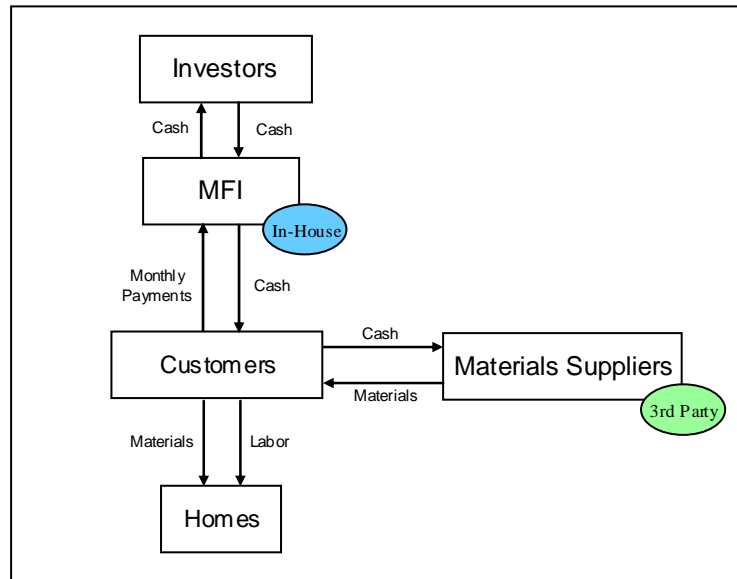 Investors
Cash
Cash
MFI
In-House
Monthly
Payments
Cash
Customers
Cash
Materials
Materials Suppliers
3rd Party
Materials
Labor
Homes